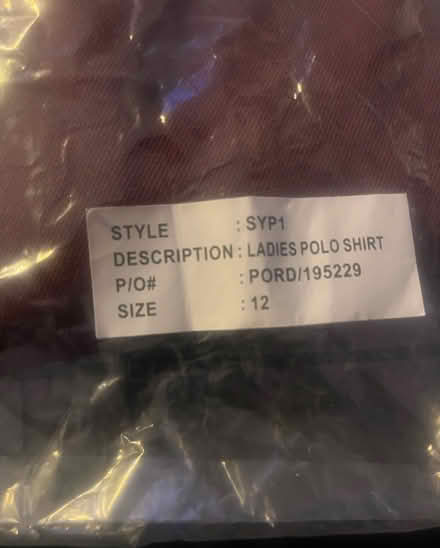 STYLE : SYP1
DESCRIPTION : LADIES POLO SHIRT
P/O# : PORD/195229
SIZE : 12